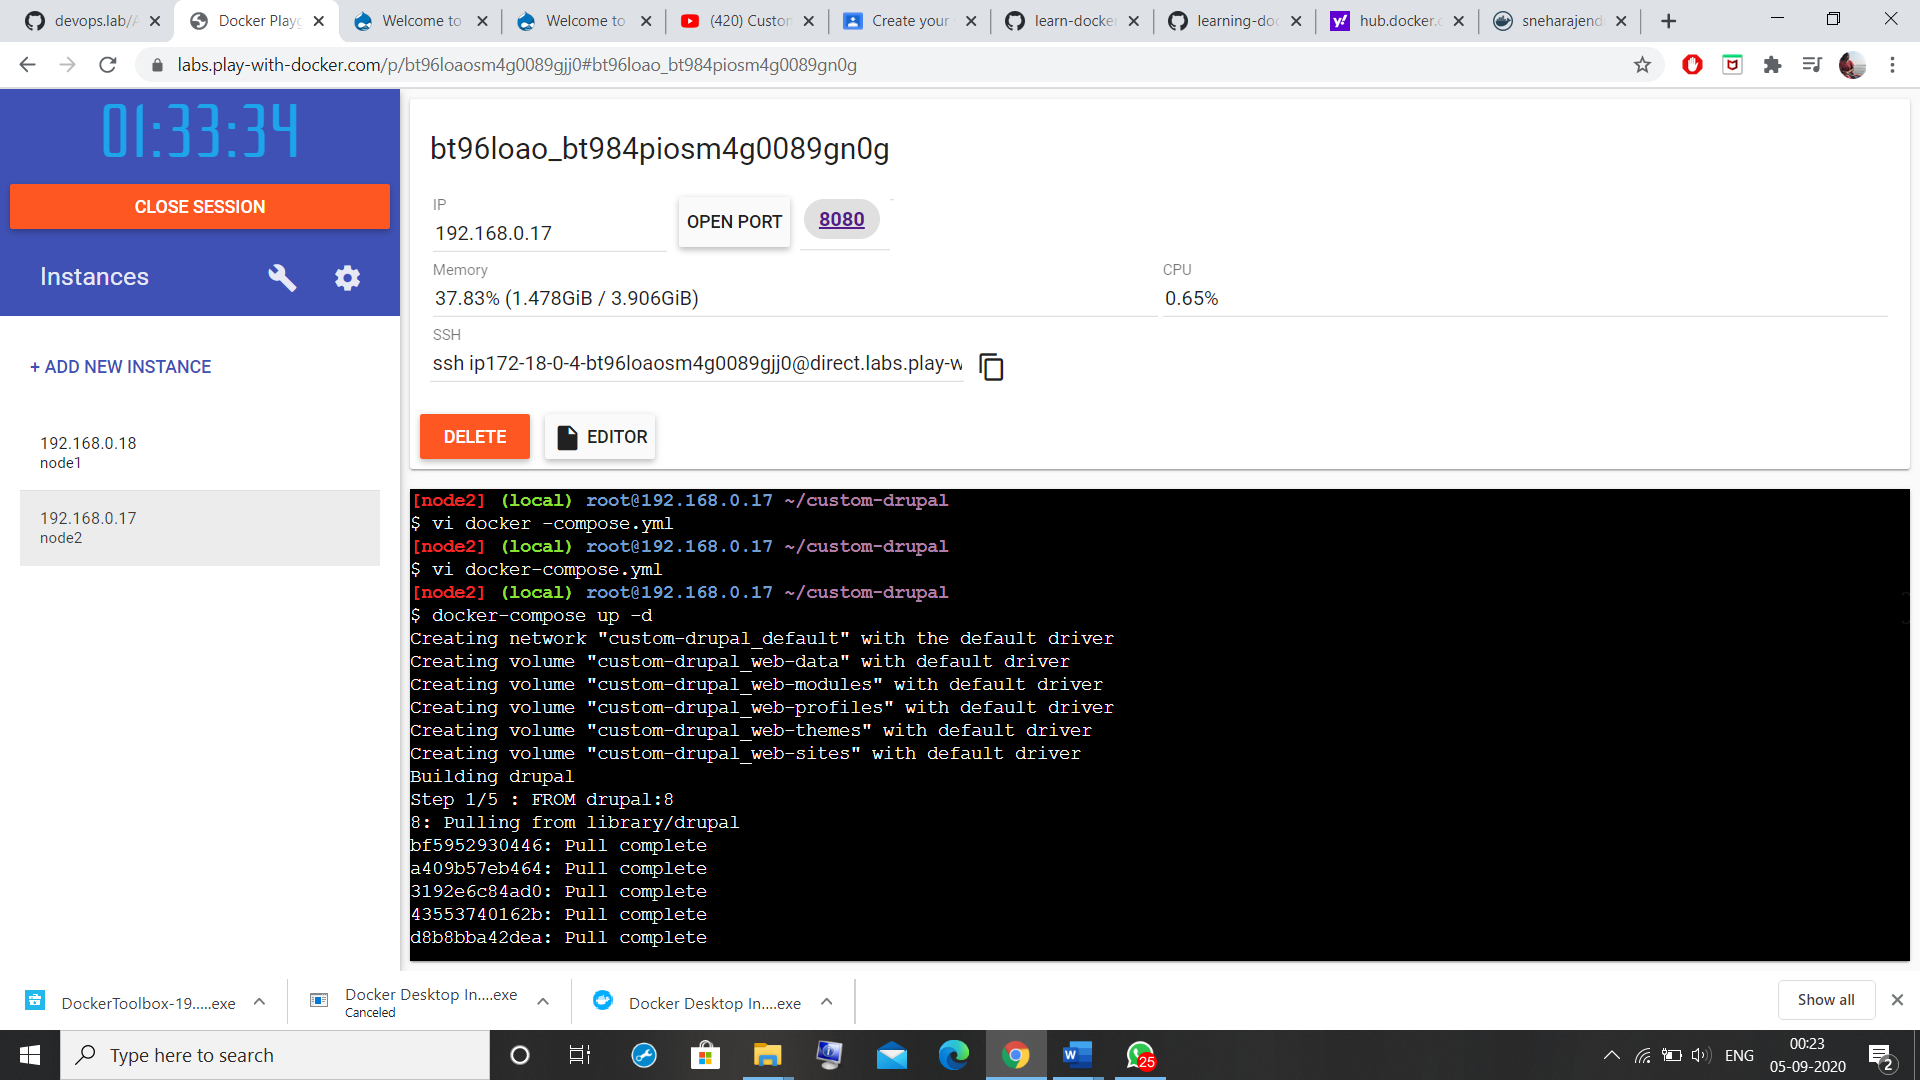 devops.lab/A
Docker Playg
Welcome to
Welcome to
(420) Custom
Create your
learn-docker
learning-doc
hub.docker.c
sneharajend
labs.play-with-docker.com/p/bt96loaosm4g0089gjj0#bt96loao_bt984piosm4g0089gn0g
01:33:34
CLOSE SESSION
Instances
+ ADD NEW INSTANCE
192.168.0.18
node1
192.168.0.17
node2
bt96loao_bt984piosm4g0089gn0g
IP
192.168.0.17
OPEN PORT
8080
Memory
37.83% (1.478GiB / 3.906GiB)
CPU
0.65%
SSH
ssh ip172-18-0-4-bt96loaosm4g0089gjj0@direct.labs.play-w
DELETE
EDITOR
[node2] (local) root@192.168.0.17 ~/custom-drupal
$ vi docker -compose.yml
[node2] (local) root@192.168.0.17 ~/custom-drupal
$ vi docker-compose.yml
[node2] (local) root@192.168.0.17 ~/custom-drupal
$ docker-compose up -d
Creating network "custom-drupal_default" with the default driver
Creating volume "custom-drupal_web-data" with default driver
Creating volume "custom-drupal_web-modules" with default driver
Creating volume "custom-drupal_web-profiles" with default driver
Creating volume "custom-drupal_web-themes" with default driver
Creating volume "custom-drupal_web-sites" with default driver
Building drupal
Step 1/5 : FROM drupal:8
8: Pulling from library/drupal
bf5952930446: Pull complete
a409b57eb464: Pull complete
3192e6c84ad0: Pull complete
43553740162b: Pull complete
d8b8bba42dea: Pull complete
DockerToolbox-19.....exe
Docker Desktop In....exe
Canceled
Docker Desktop In....exe
Show all
Type here to search
25
ENG
00:23
05-09-2020
2